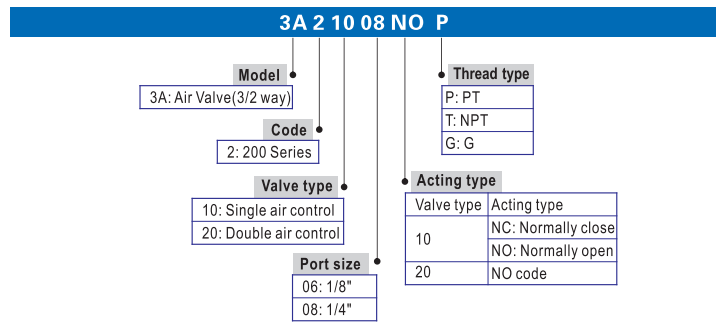 3A 2 10 08 NO P
Model
3A: Air Valve(3/2 way)
Code
2: 200 Series
Valve type
10: Single air control
20: Double air control
Port size
06: 1/8"
08: 1/4"
Thread type
P: PT
T: NPT
G: G
Acting type
Valve type Acting type
10 NC: Normally close
NO: Normally open
20 NO code